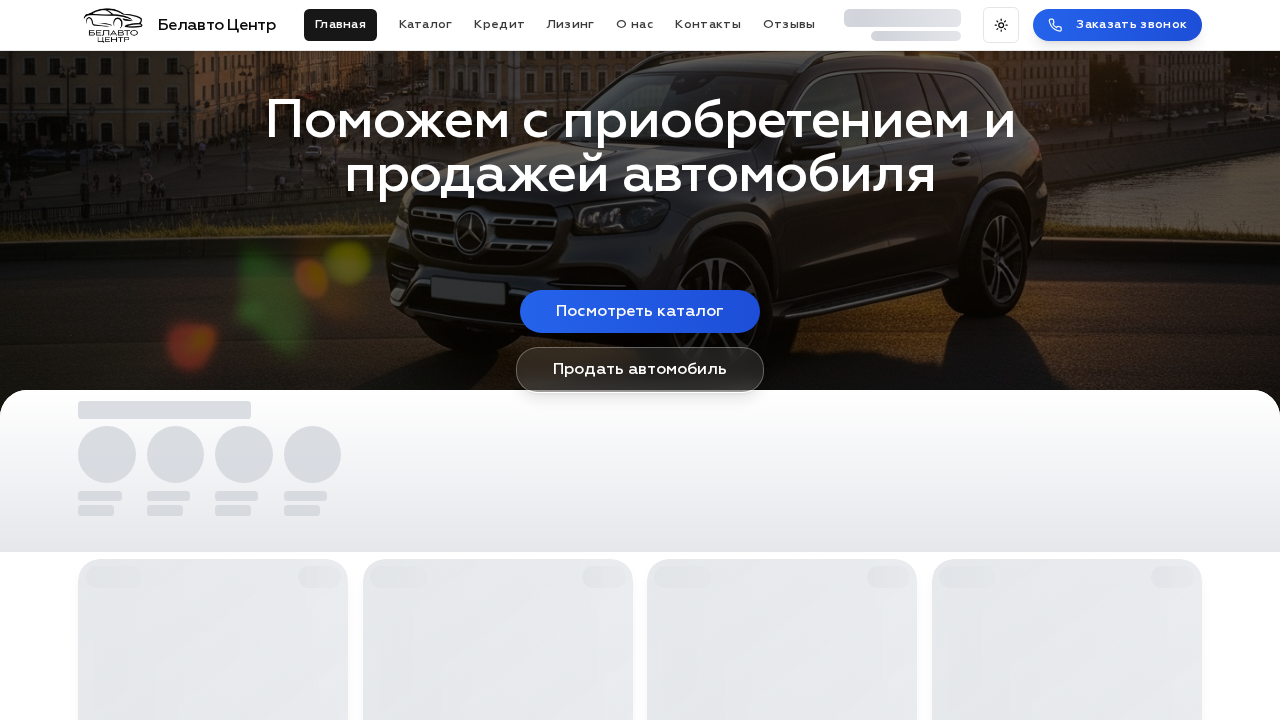 БЕЛАВТО
ЦЕНТР
Белавто Центр
Главная
Каталог
Кредит
Лизинг
О нас
Контакты
Отзывы
Заказать звонок
Поможем с приобретением и
продажей автомобиля
Посмотреть каталог
Продать автомобиль